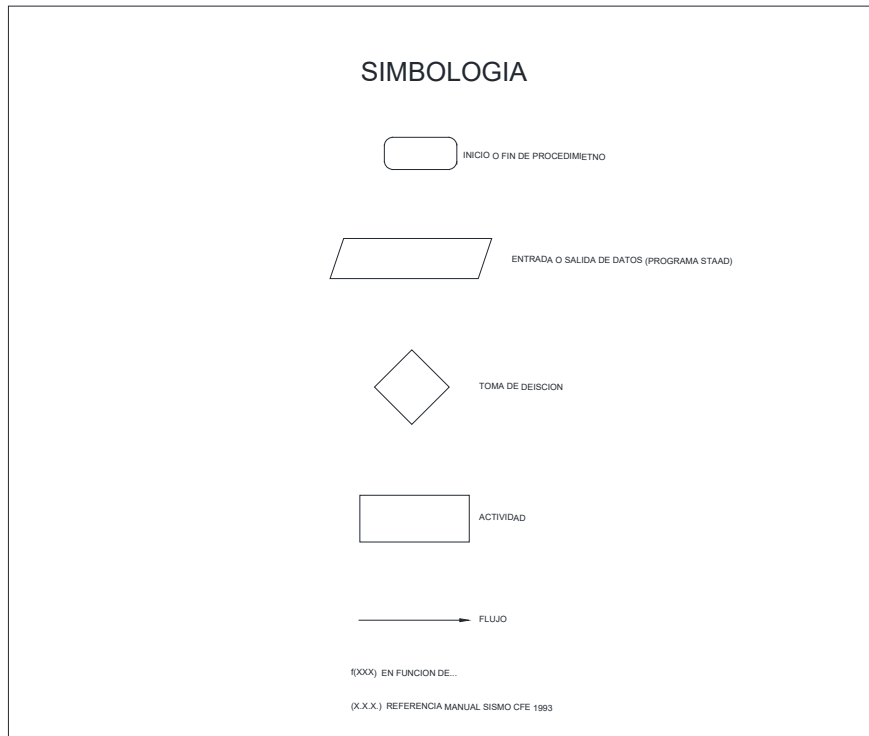 SIMBOLOGIA
INICIO O FIN DE PROCEDIMIETNO
ENTRADA O SALIDA DE DATOS (PROGRAMA STAAD)
TOMA DE DEISCION
ACTIVIDAD
FLUJO
f(XXX) EN FUNCION DE...
(X.X.X.) REFERENCIA MANUAL SISMO CFE 1993